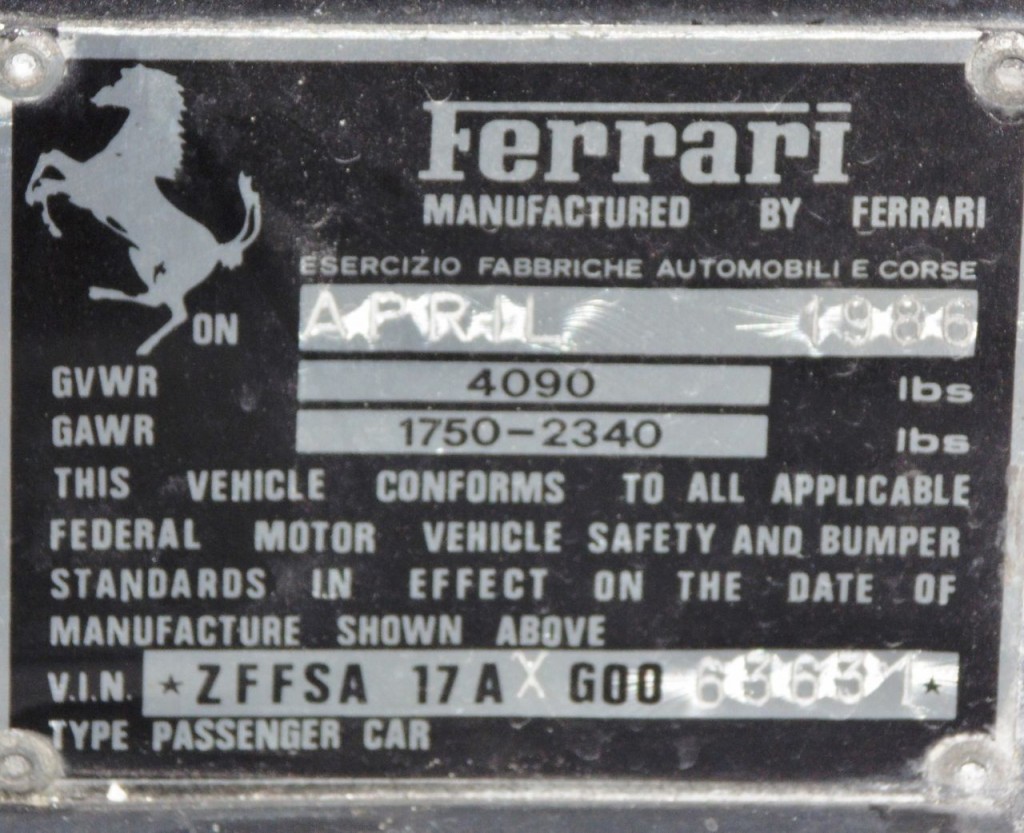 Ferrari
MANUFACTURED BY FERRARI
ESERCIZIO FABBRICHE AUTOMOBILI E CORSE
ON APRIL 1986
GVWR 4090 lbs
GAWR 1750-2340 lbs
THIS VEHICLE CONFORMS TO ALL APPLICABLE
FEDERAL MOTOR VEHICLE SAFETY AND BUMPER
STANDARDS IN EFFECT ON THE DATE OF
MANUFACTURE SHOWN ABOVE
V.I.N. ★ZFFSA 17A X G00 63631★
TYPE PASSENGER CAR